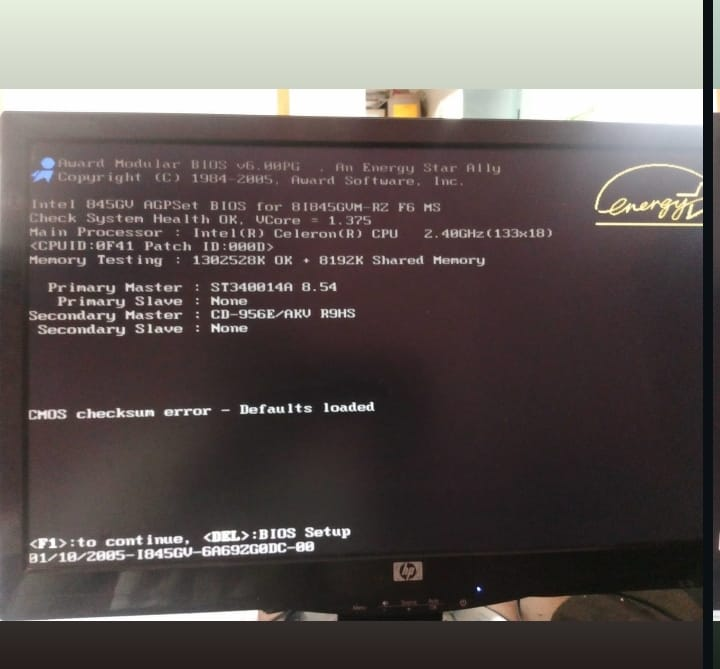 Award Modular BIOS v6.00PG , An Energy Star Ally
Copyright (C) 1984-2005, Award Software, Inc.
energy
Intel 845GV AGPSet BIOS for 8I845GVM-RZ F6 MS
Check System Health OK, VCore = 1.375
Main Processor : Intel(R) Celeron(R) CPU 2.40GHz(133x18)
<CPUID:0F41 Patch ID:000D>
Memory Testing : 1302528K OK + 8192K Shared Memory
Primary Master : ST340014A 8.54
Primary Slave : None
Secondary Master : CD-956E/AKV R9HS
Secondary Slave : None
CMOS checksum error - Defaults loaded
<F1>:to continue, <DEL>:BIOS Setup
01/10/2005-I845GV-6A69ZG0DC-00
hp
Menu